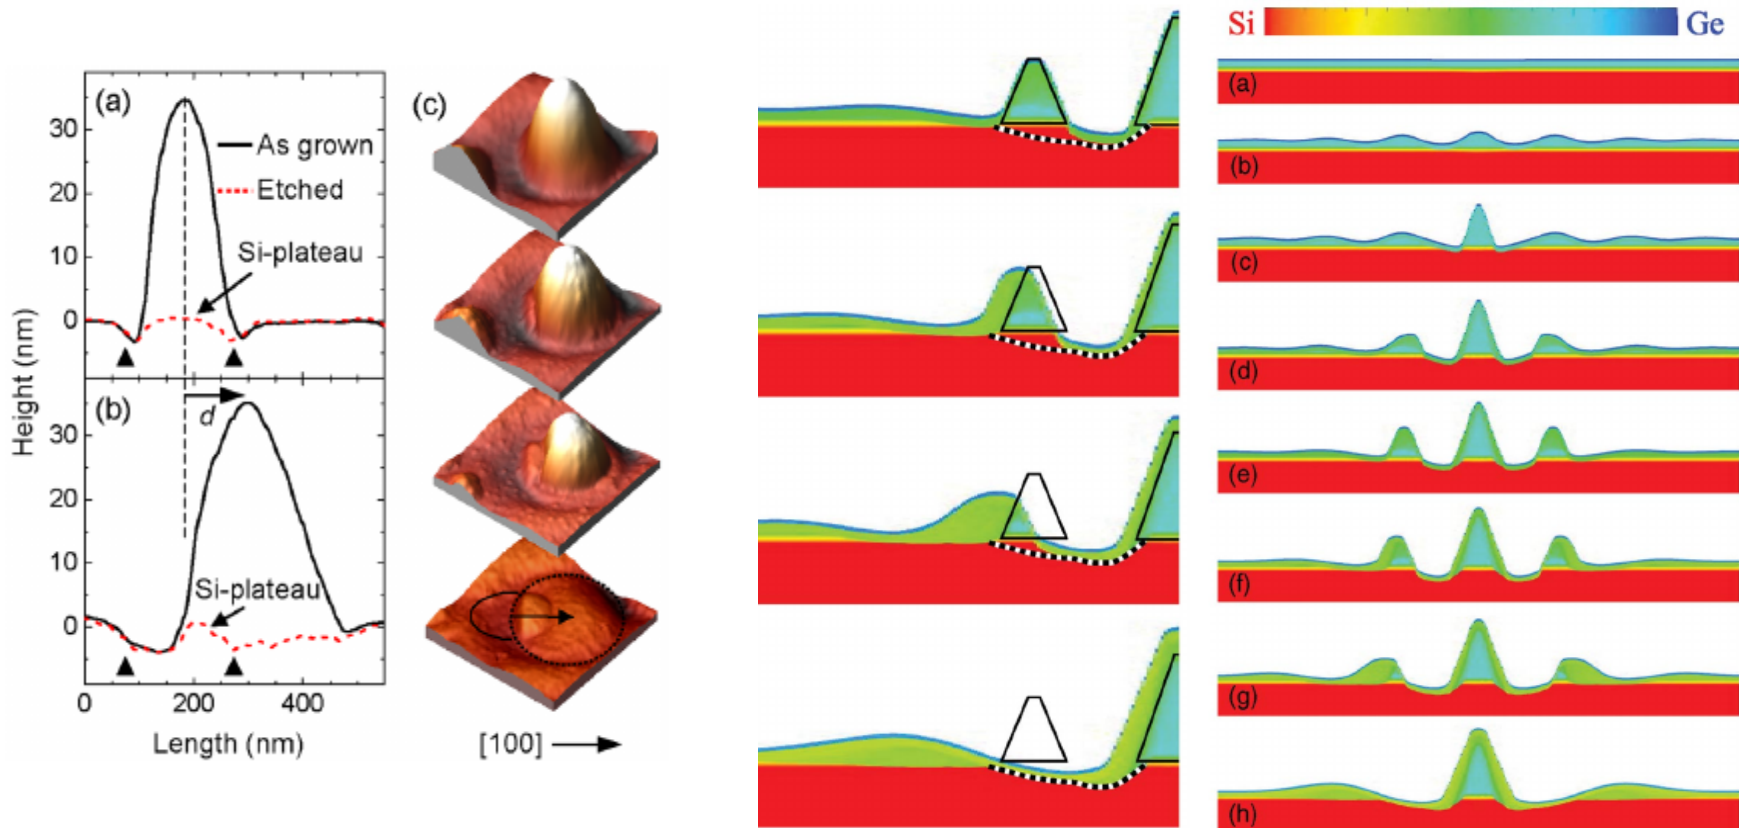 (a)
As grown
Etched
Si-plateau
30
20
10
0
(b)
d
Si-plateau
30
20
10
0
Height (nm)
0
200
400
Length (nm)
(c)
[100]
Si
Ge
(a)
(b)
(c)
(d)
(e)
(f)
(g)
(h)